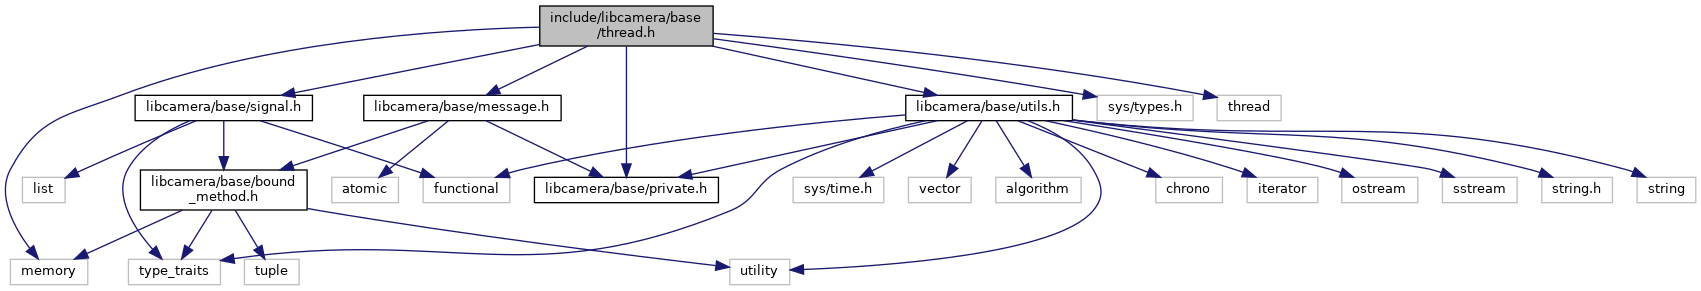 include/libcamera/base
/thread.h
libcamera/base/signal.h
libcamera/base/message.h
libcamera/base/utils.h
sys/types.h
thread
list
libcamera/base/bound
_method.h
atomic
functional
libcamera/base/private.h
sys/time.h
vector
algorithm
chrono
iterator
ostream
sstream
string.h
string
memory
type_traits
tuple
utility